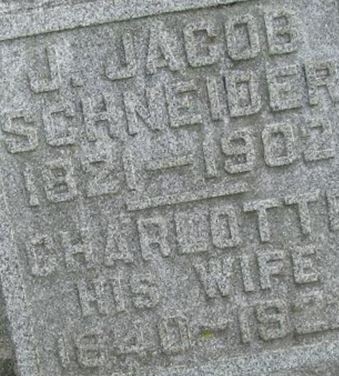 J. JACOB
SCHNEIDER
1821—1902
CHARLOTTE
HIS WIFE